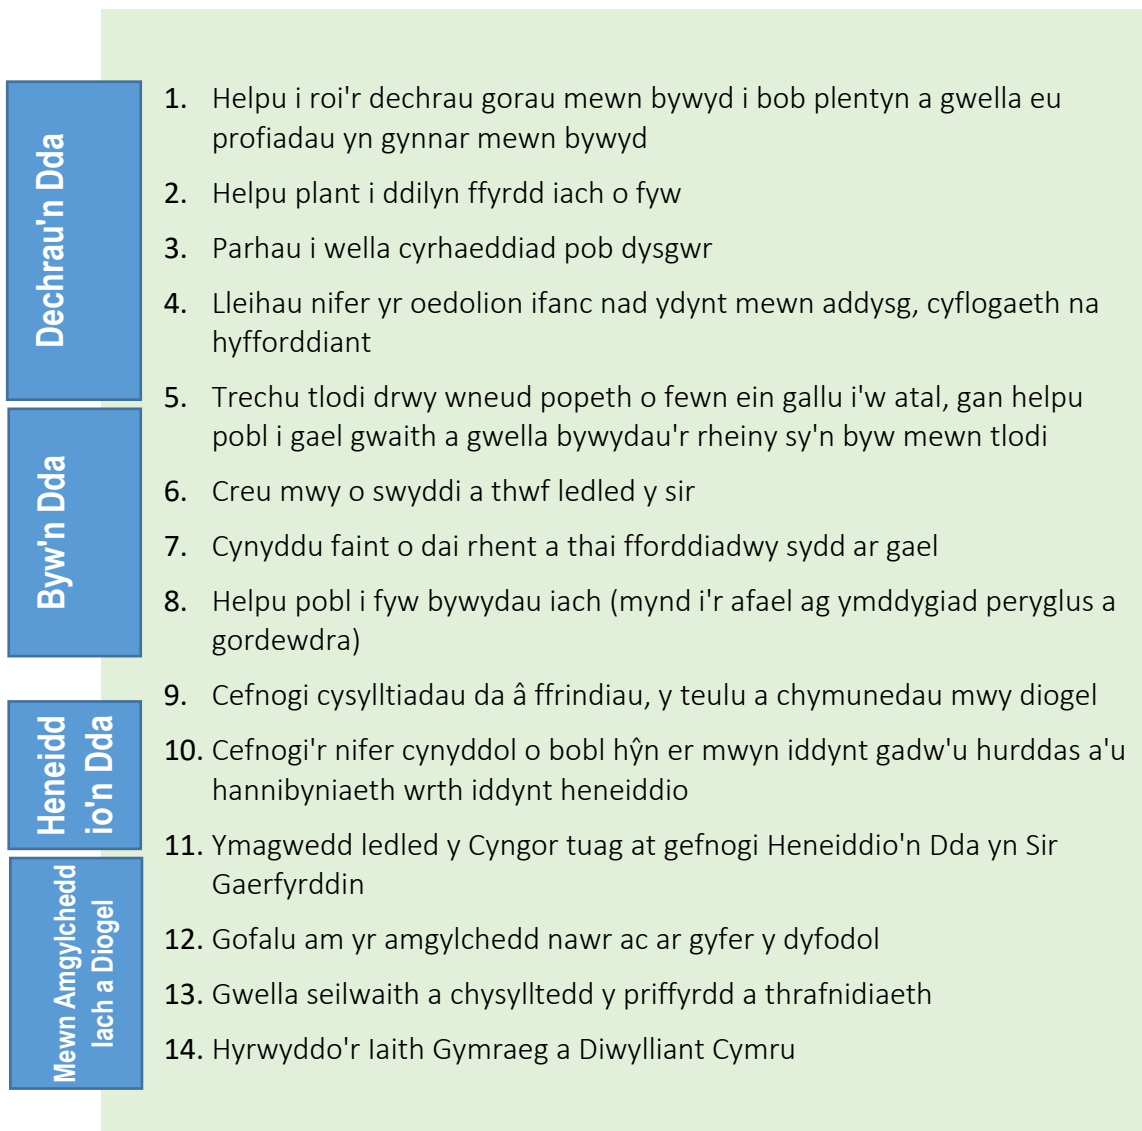 Dechrau'n Dda
1. Helpu i roi'r dechrau gorau mewn bywyd i bob plentyn a gwella eu
profiadau yn gynnar mewn bywyd
2. Helpu plant i ddilyn ffyrdd iach o fyw
3. Parhau i wella cyrhaeddiad pob dysgwr
4. Lleihau nifer yr oedolion ifanc nad ydynt mewn addysg, cyflogaeth na
hyfforddiant
Byw'n Dda
5. Trechu tlodi drwy wneud popeth o fewn ein gallu i'w atal, gan helpu
pobl i gael gwaith a gwella bywydau'r rheiny sy'n byw mewn tlodi
6. Creu mwy o swyddi a thwf ledled y sir
7. Cynyddu faint o dai rhent a thai fforddiadwy sydd ar gael
8. Helpu pobl i fyw bywydau iach (mynd i'r afael ag ymddygiad peryglus a
gordewdra)
9. Cefnogi cysylltiadau da â ffrindiau, y teulu a chymunedau mwy diogel
Heneidd
io'n Dda
10. Cefnogi'r nifer cynyddol o bobl hŷn er mwyn iddynt gadw'u hurddas a'u
hannibyniaeth wrth iddynt heneiddio
11. Ymagwedd ledled y Cyngor tuag at gefnogi Heneiddio'n Dda yn Sir
Gaerfyrddin
Mewn Amgylchedd
Iach a Diogel
12. Gofalu am yr amgylchedd nawr ac ar gyfer y dyfodol
13. Gwella seilwaith a chysylltedd y priffyrdd a thrafnidiaeth
14. Hyrwyddo'r Iaith Gymraeg a Diwylliant Cymru